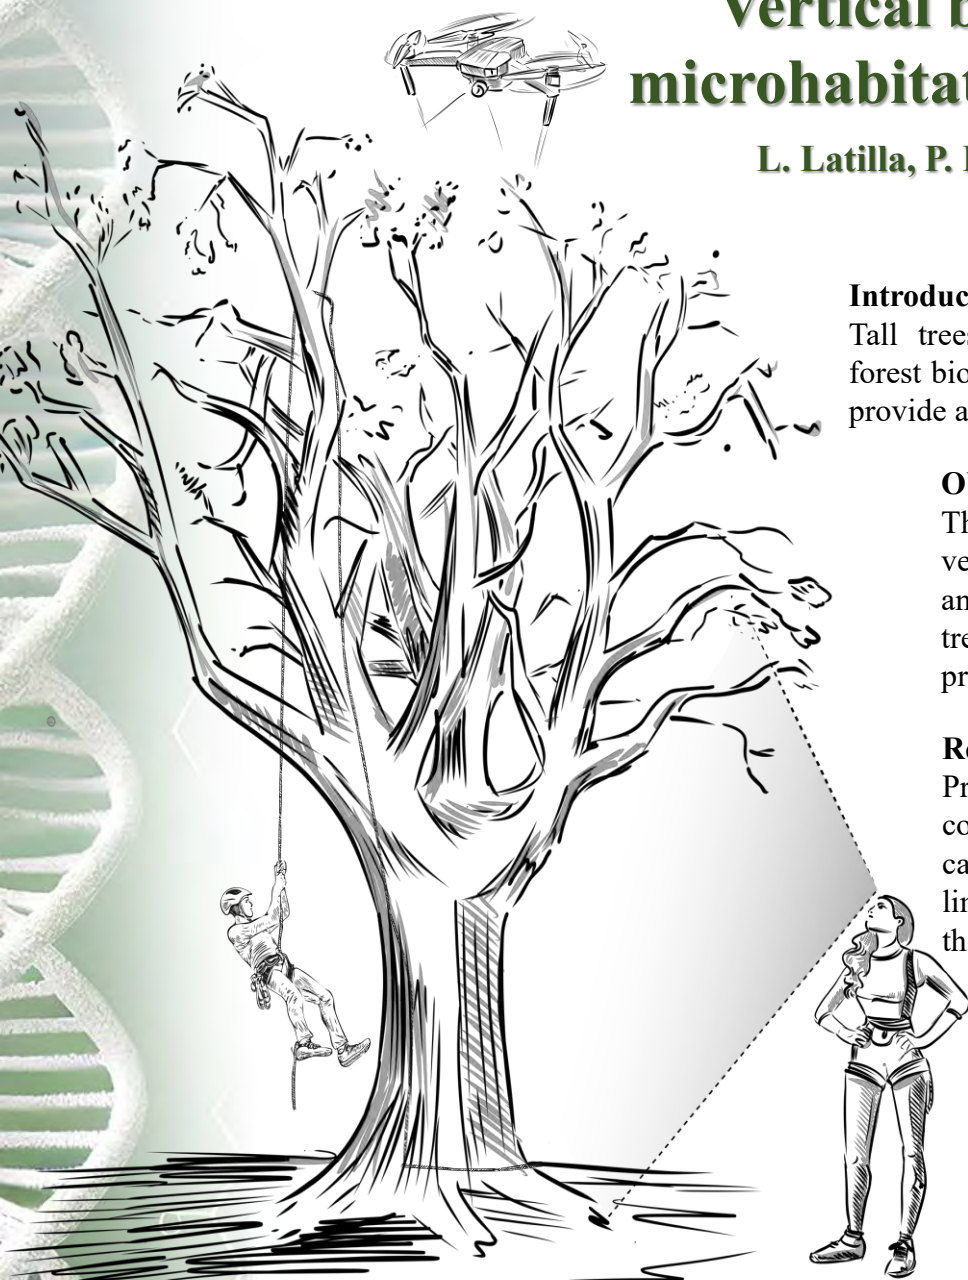 Vertical b
microhabitat
L. Latilla, P.
Introduc
Tall trees
forest bio
provide a
O
Th
ve
an
tre
pr
Re
Pr
co
ca
lin
th